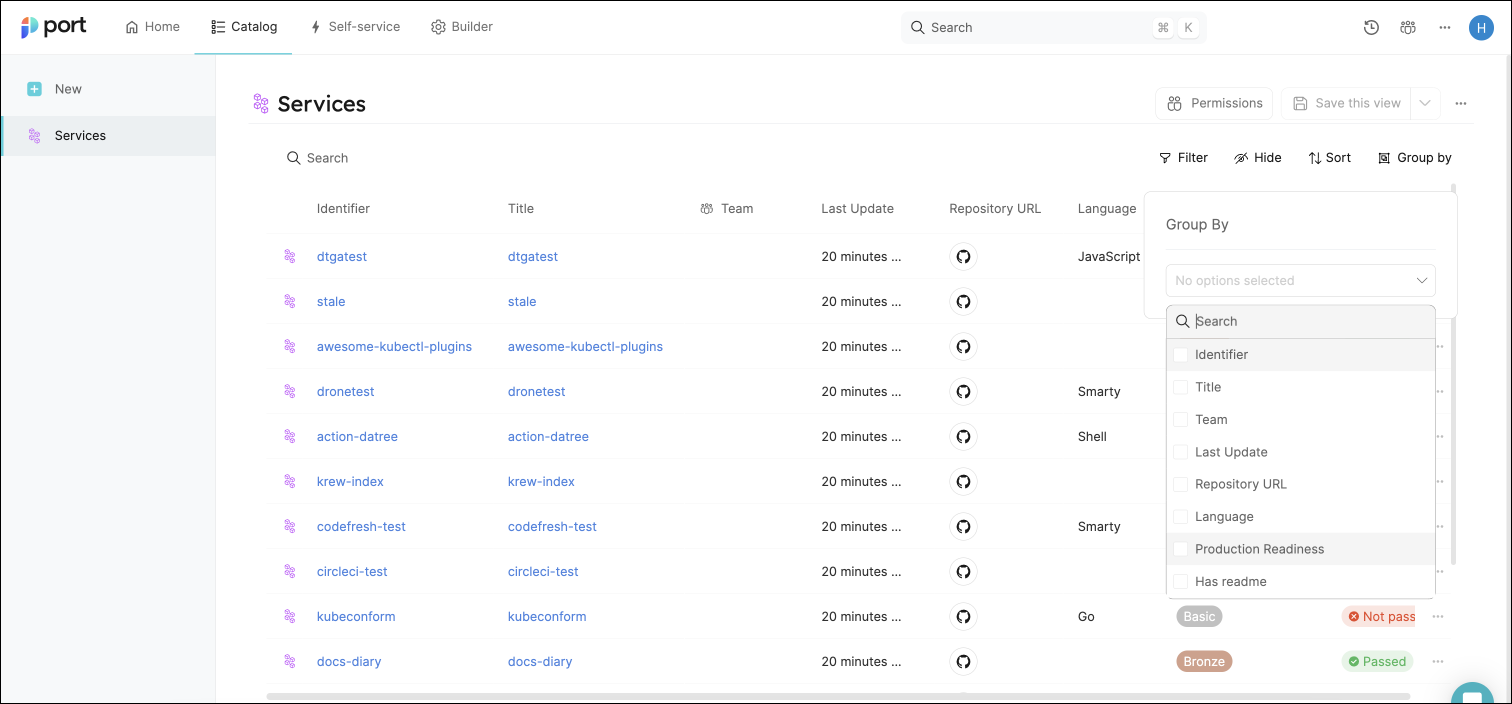 port Home Catalog Self-service Builder Search ⌘ K H
New
Services
Services Permissions Save this view
Search Filter Hide Sort Group by
Identifier Title Team Last Update Repository URL Language
Group By
No options selected
Search
Identifier
Title
Team
Last Update
Repository URL
Language
Production Readiness
Has readme
dtgatest dtgatest 20 minutes ... JavaScript
stale stale 20 minutes ...
awesome-kubectl-plugins awesome-kubectl-plugins 20 minutes ...
dronetest dronetest 20 minutes ... Smarty
action-datree action-datree 20 minutes ... Shell
krew-index krew-index 20 minutes ...
codefresh-test codefresh-test 20 minutes ... Smarty
circleci-test circleci-test 20 minutes ...
kubeconform kubeconform 20 minutes ... Go Basic Not pass
docs-diary docs-diary 20 minutes ... Bronze Passed